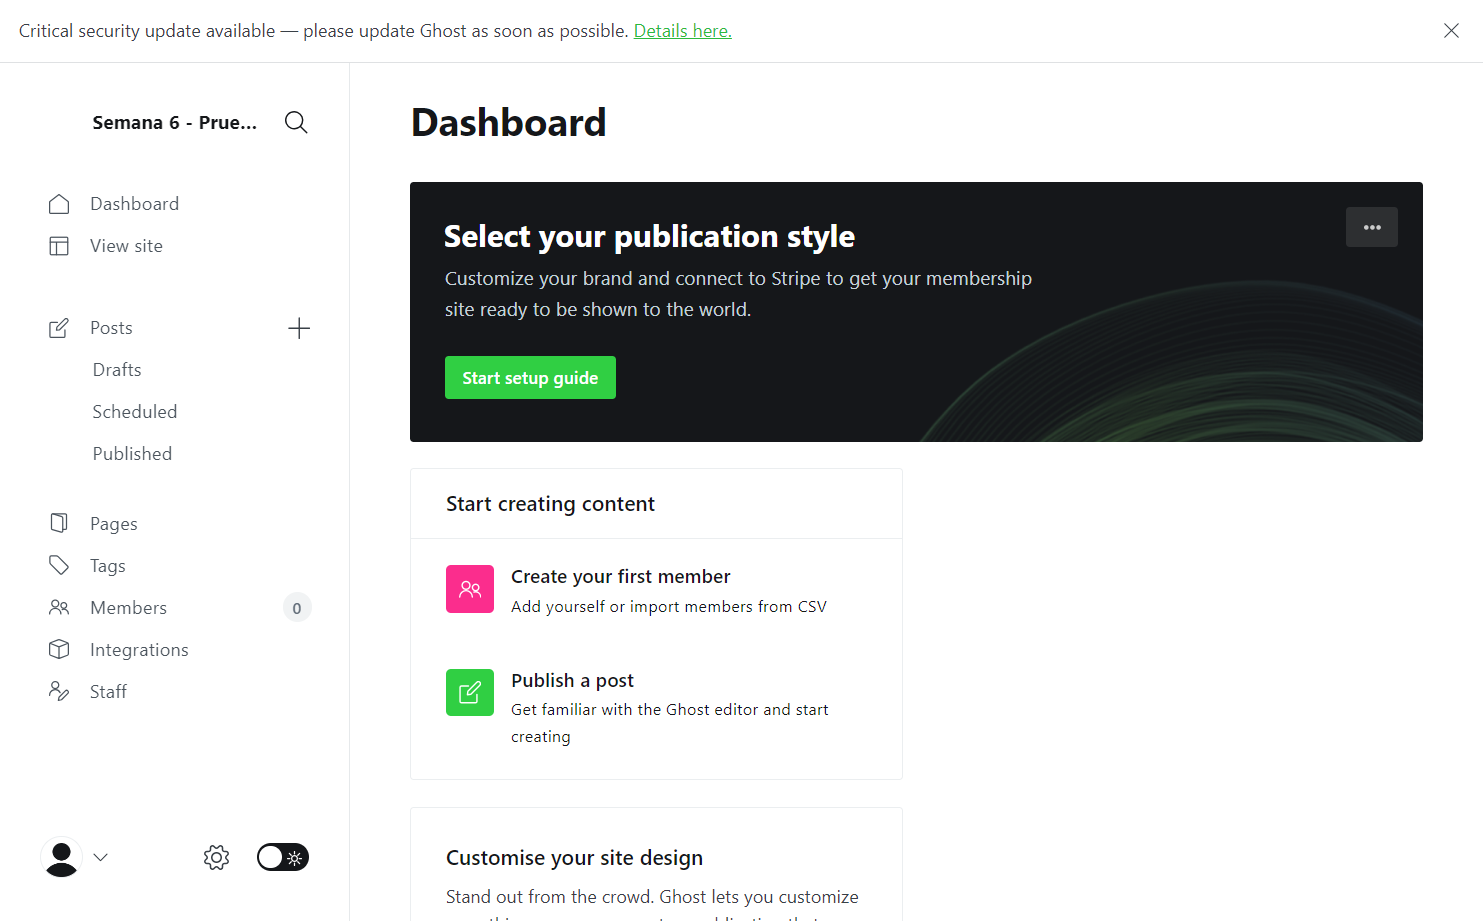 Critical security update available — please update Ghost as soon as possible. Details here.
Semana 6 - Prue...
Dashboard
View site
Posts
Drafts
Scheduled
Published
Pages
Tags
Members
0
Integrations
Staff
Dashboard
Select your publication style
Customize your brand and connect to Stripe to get your membership
site ready to be shown to the world.
Start setup guide
Start creating content
Create your first member
Add yourself or import members from CSV
Publish a post
Get familiar with the Ghost editor and start
creating
Customise your site design
Stand out from the crowd. Ghost lets you customize